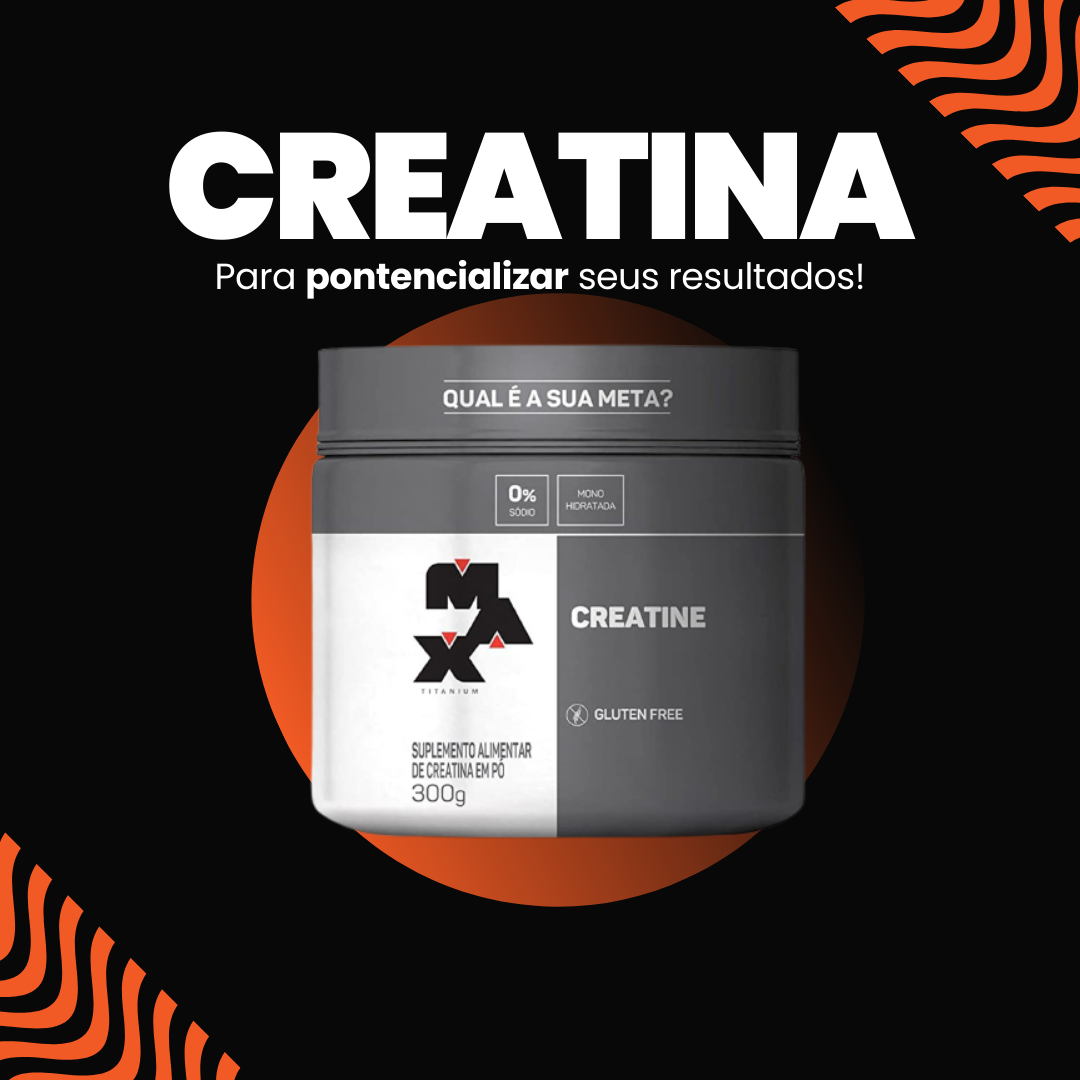 CREATINA
Para pontencializar seus resultados!
QUAL É A SUA META?
0%
SÓDIO
MONO
HIDRATADA
MAX
TITANIUM
CREATINE
GLUTEN FREE
SUPLEMENTO ALIMENTAR
DE CREATINA EM PÓ
300g